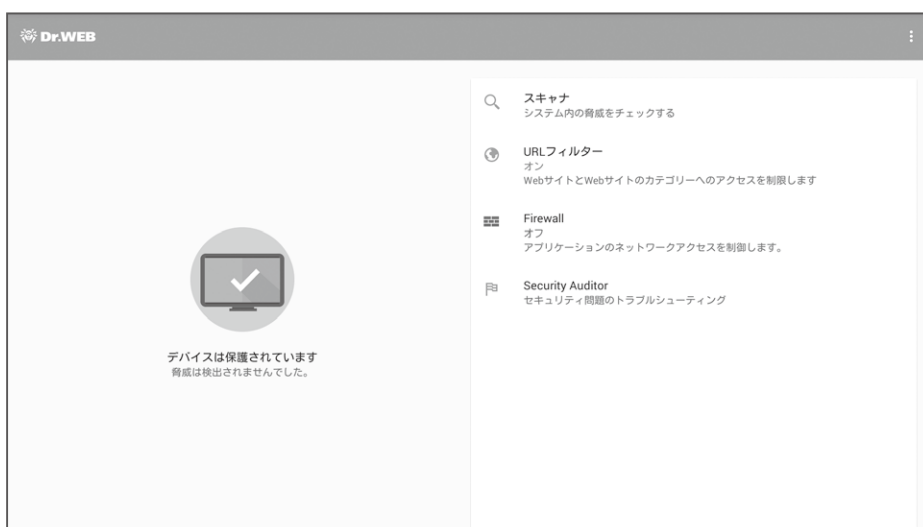 Dr.WEB
スキャナ
システム内の脅威をチェックする
URLフィルター
オン
WebサイトとWebサイトのカテゴリーへのアクセスを制限します
Firewall
オフ
アプリケーションのネットワークアクセスを制御します。
Security Auditor
セキュリティ問題のトラブルシューティング
デバイスは保護されています
脅威は検出されませんでした。